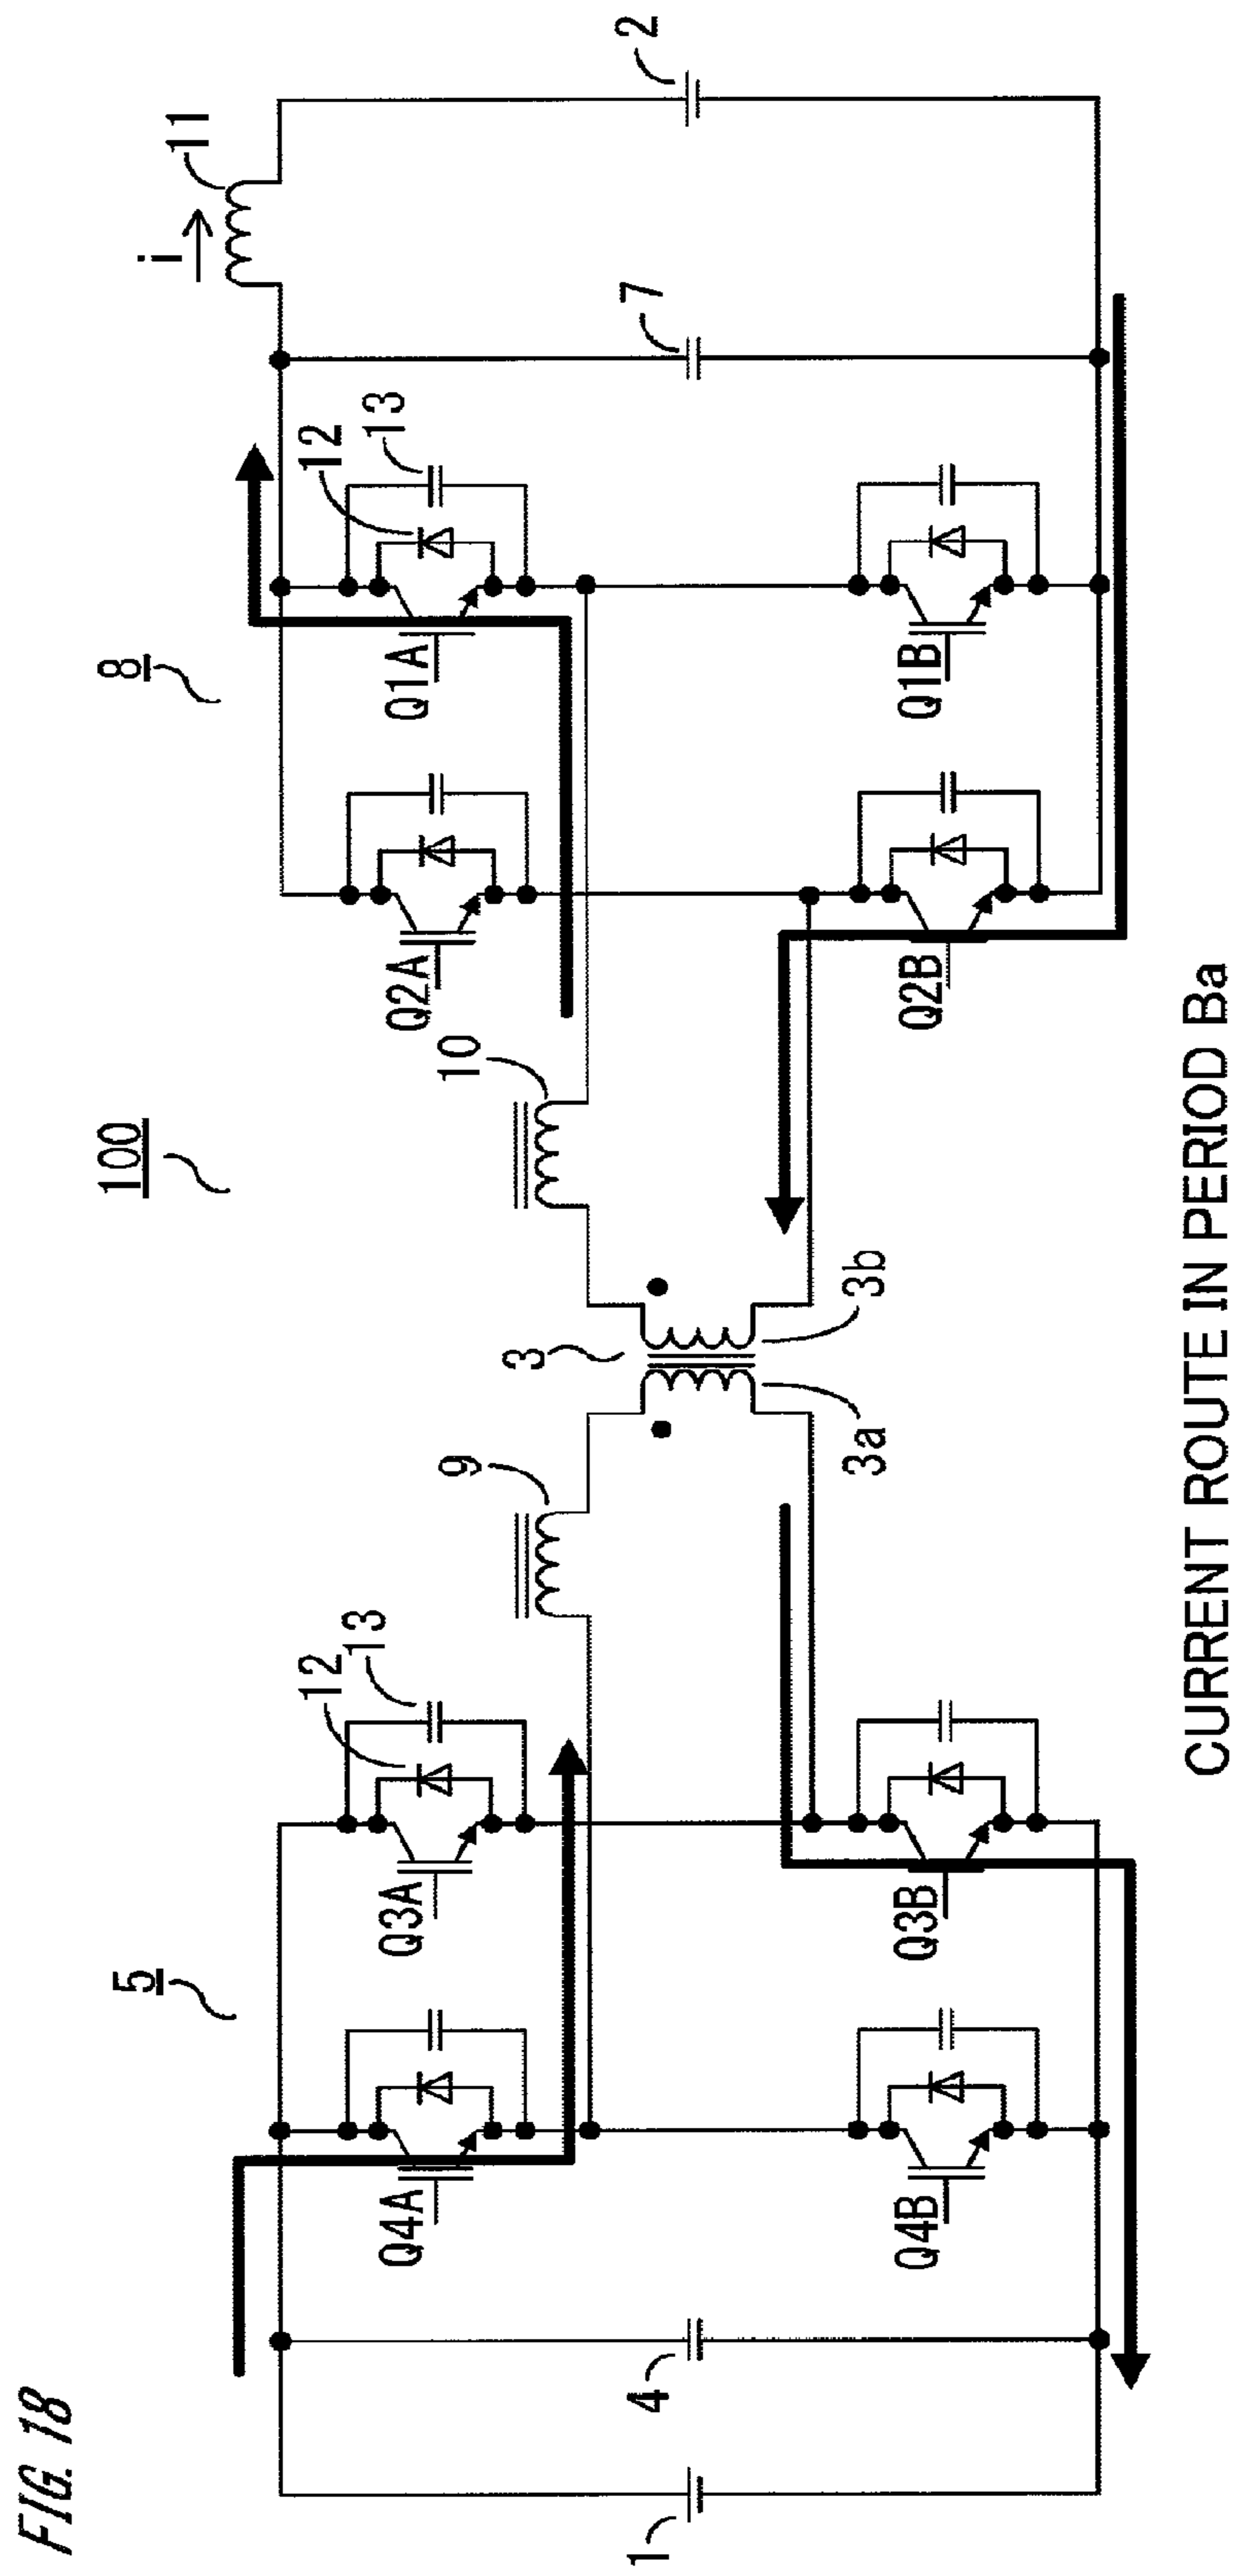 FIG. 18
100
5
8
i
11
12
13
12
13
Q4A
Q3A
9
10
Q2A
Q1A
1
4
3
7
2
3a
3b
Q4B
Q3B
Q2B
Q1B
CURRENT ROUTE IN PERIOD Ba